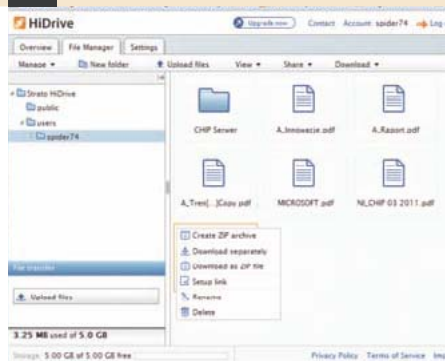 HiDrive
Upgrade now Contact Account spider74 Log-
Overview File Manager Settings
Manage New folder Upload files View Share Download
Strato HiDrive
public
users
spider74
CHIP Server A_Innowazje.pdf A_Raport.pdf
A_Tren[...]Copy.pdf MICROSOFT.pdf NI_CHIP 03 2011.pdf
Create ZIP archive
Download separately
Download as ZIP file
Setup link
Rename
Delete
File transfer
Upload files
3.25 MB used of 5.0 GB
Storage: 5.00 GB of 5.00 GB free Privacy Policy Terms of Service